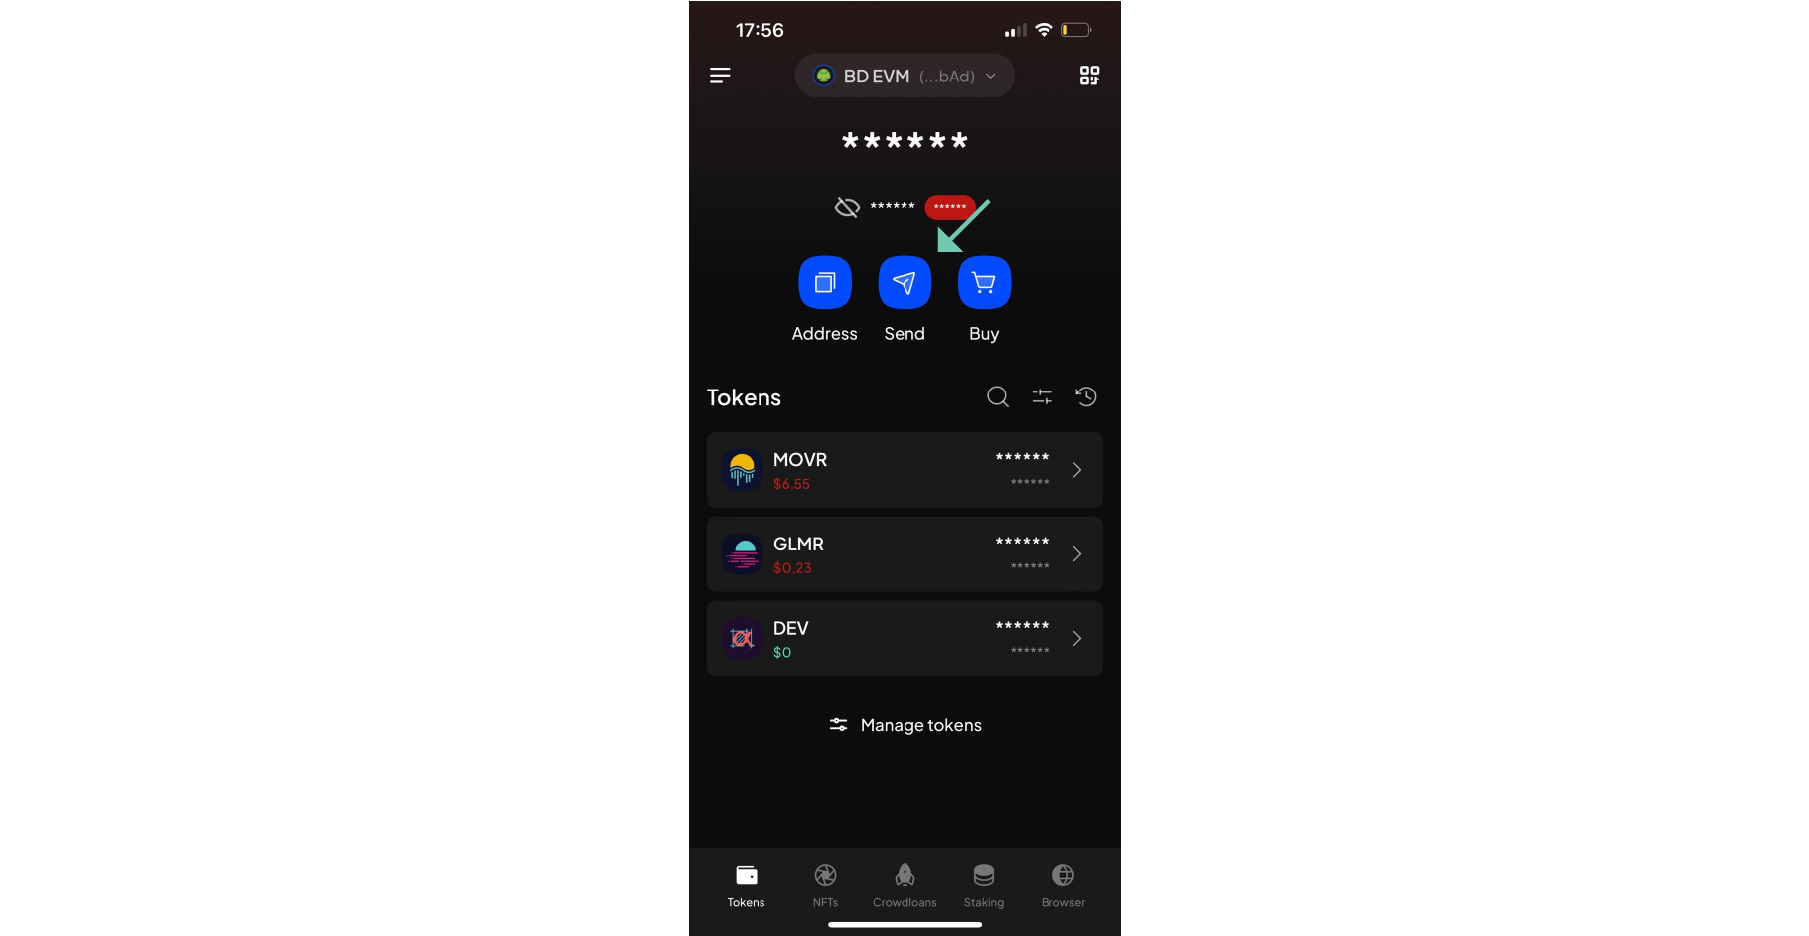 17:56
BD EVM (...bAd)
******
****** ******
Address Send Buy
Tokens
MOVR ******
$6,55 ******
GLMR ******
$0,23 ******
DEV ******
$0 ******
Manage tokens
Tokens NFTs Crowdloans Staking Browser